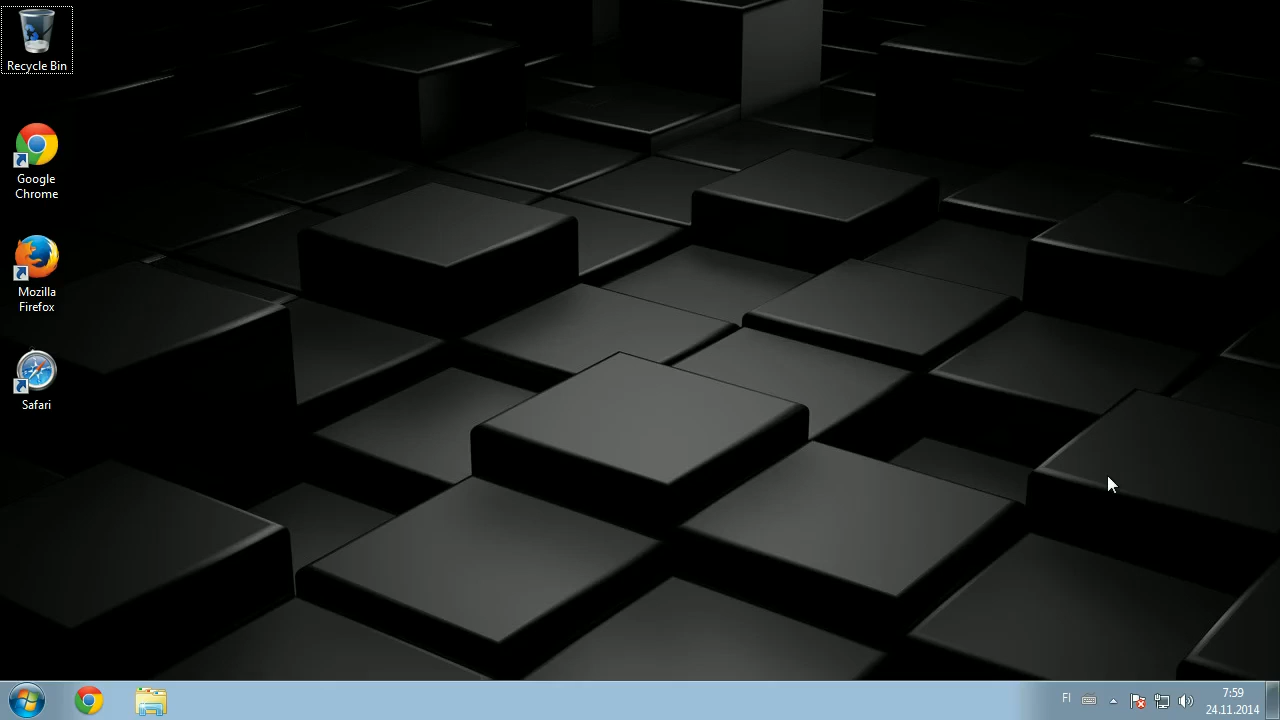 Recycle Bin
Google
Chrome
Mozilla
Firefox
Safari
FI
7:59
24.11.2014